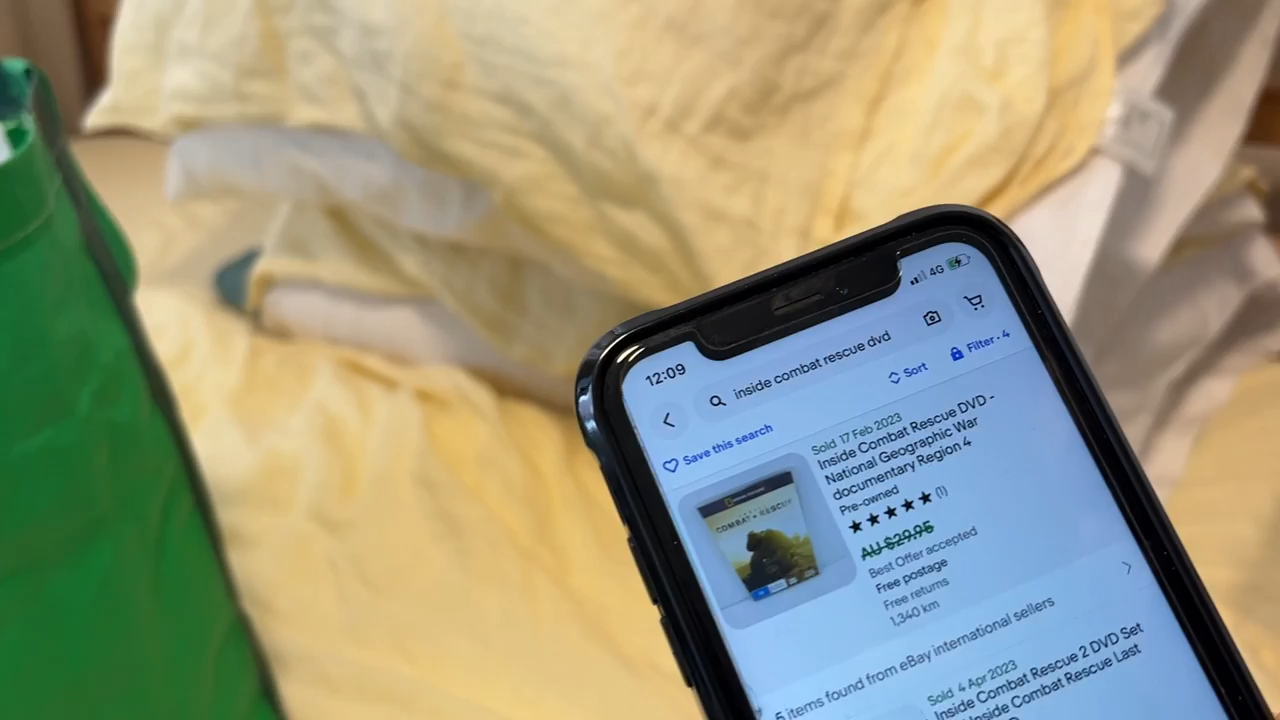 12:09
4G
inside combat rescue dvd
Save this search
Sort
Filter • 4
Sold 17 Feb 2023
Inside Combat Rescue DVD -
National Geographic War
documentary Region 4
Pre-owned
(1)
AU $29.95
Best Offer accepted
Free postage
Free returns
1,340 km
COMBAT RESCUE
5 items found from eBay international sellers
Sold 4 Apr 2023
Inside Combat Rescue 2 DVD Set
Inside Combat Rescue Last